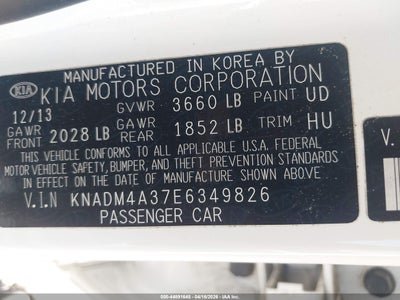 MANUFACTURED IN KOREA BY
KIA KIA MOTORS CORPORATION
12/13 GVWR 3660 LB PAINT UD
GAWR FRONT 2028 LB GAWR REAR 1852 LB TRIM HU
THIS VEHICLE CONFORMS TO ALL APPLICABLE U.S. FEDERAL
MOTOR VEHICLE SAFETY, BUMPER, AND THEFT PREVENTION STANDARDS
IN EFFECT ON THE DATE OF MANUFACTURE SHOWN ABOVE.
V.I.N KNADM4A37E6349826
PASSENGER CAR
V.